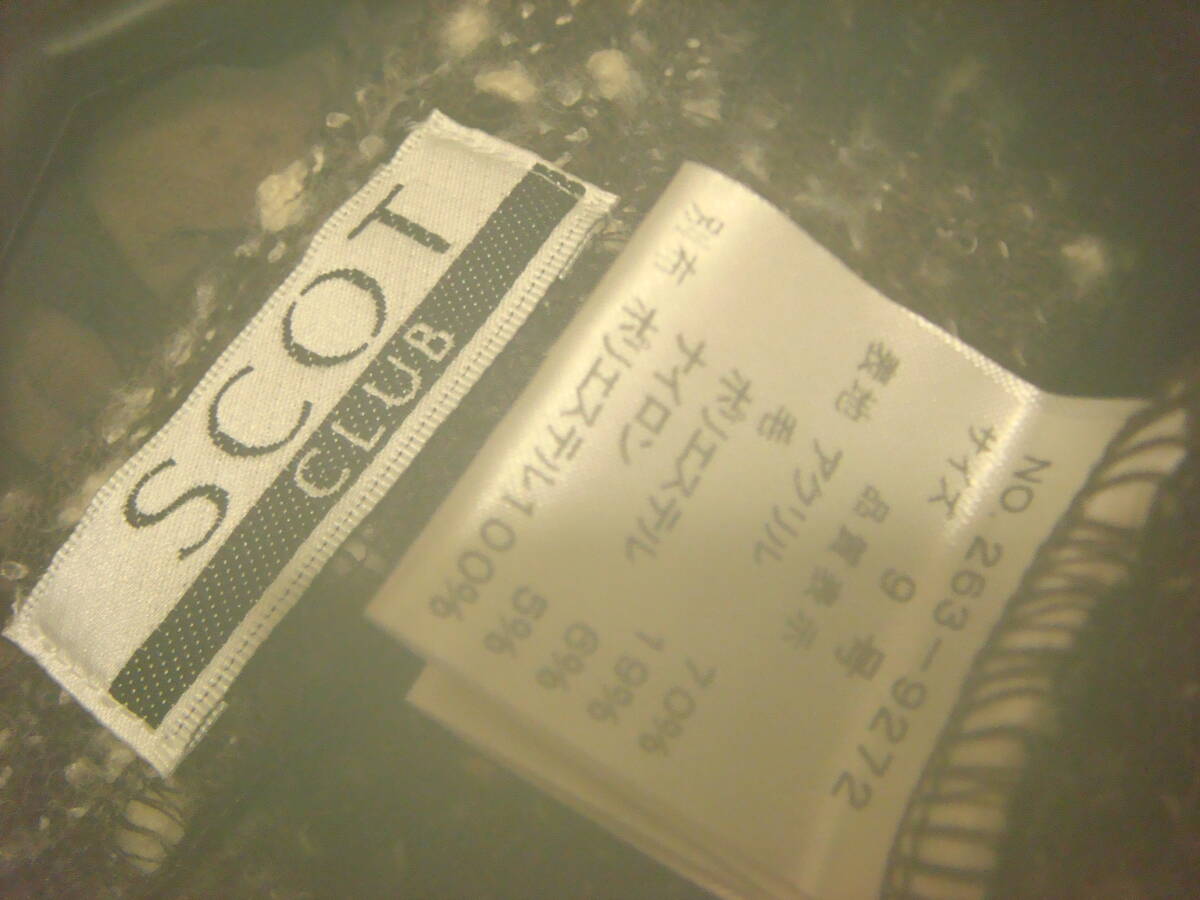 SCOT
CLUB
NO. 263-9272
サイズ 9 号
品質表示
表地 アクリル 70%
毛 19%
ポリエステル 6%
ナイロン 5%
別布 ポリエステル100%